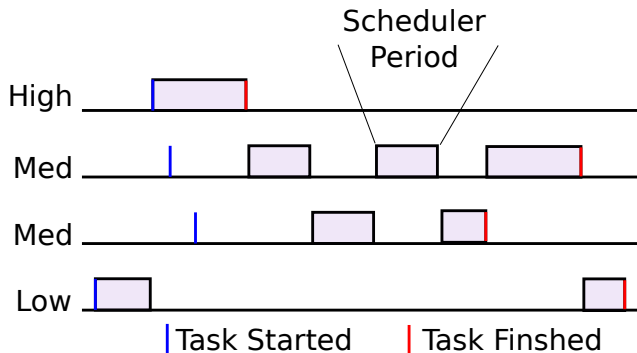 Scheduler
Period
High
Med
Med
Low
Task Started
Task Finshed